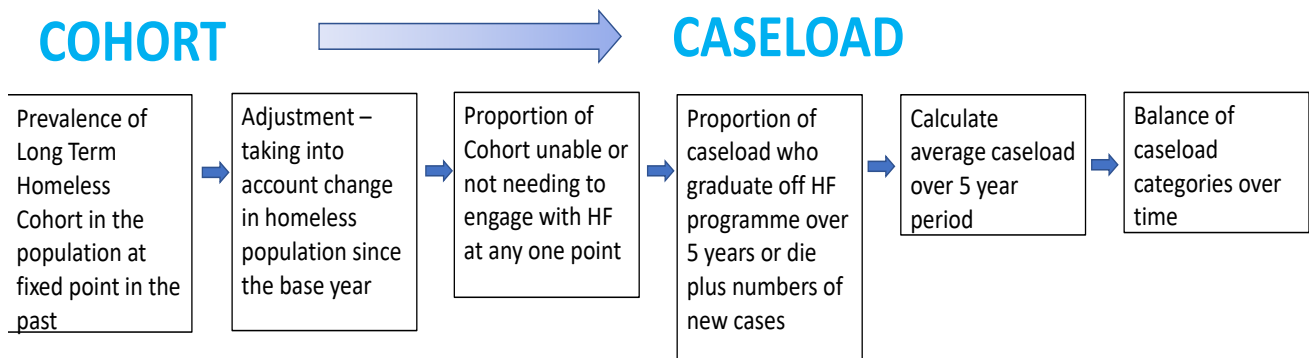 COHORT
CASELOAD
Prevalence of
Long Term
Homeless
Cohort in the
population at
fixed point in the
past
Adjustment –
taking into
account change
in homeless
population since
the base year
Proportion of
Cohort unable or
not needing to
engage with HF
at any one point
Proportion of
caseload who
graduate off HF
programme over
5 years or die
plus numbers of
new cases
Calculate
average caseload
over 5 year
period
Balance of
caseload
categories over
time